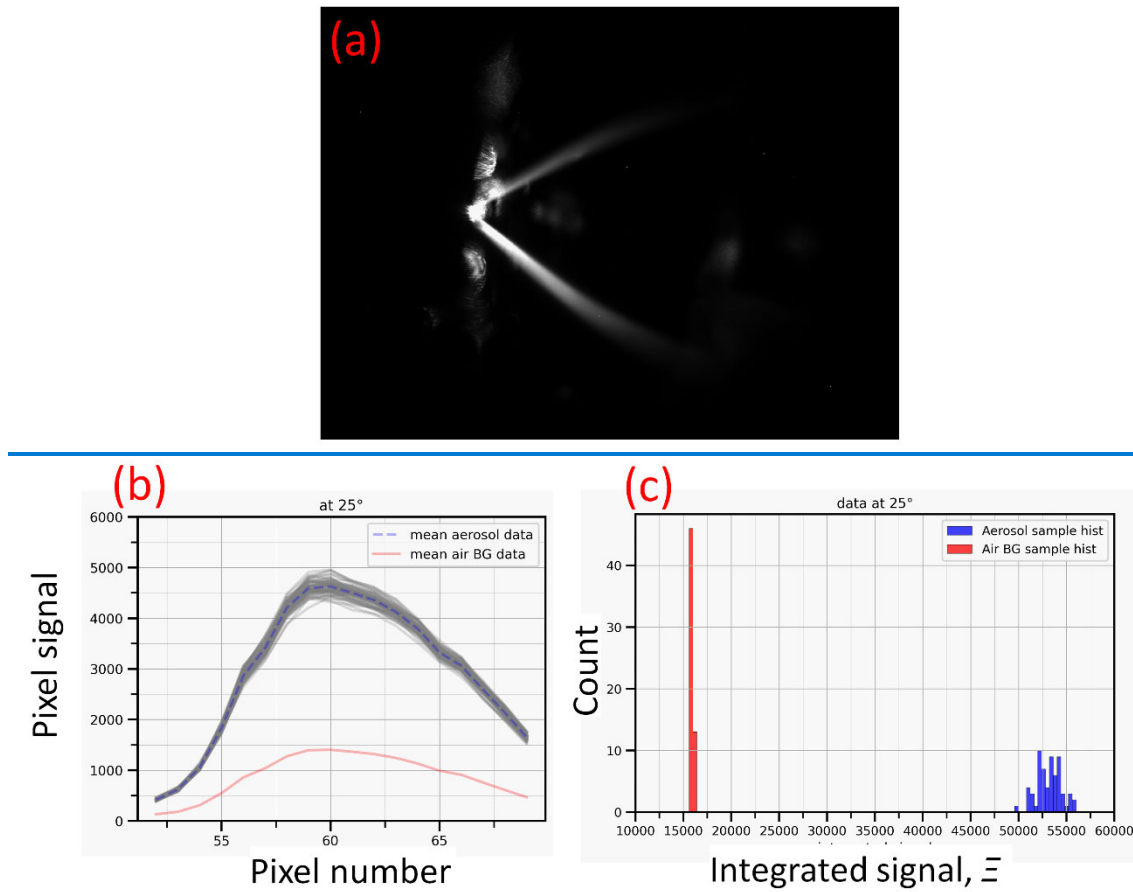 (a)
(b)
at 25°
6000
5000
4000
3000
2000
1000
0
55
60
65
mean aerosol data
mean air BG data
Pixel signal
Pixel number
(c)
data at 25°
40
30
20
10
0
10000 15000 20000 25000 30000 35000 40000 45000 50000 55000 60000
Aerosol sample hist
Air BG sample hist
Count
Integrated signal, Ξ